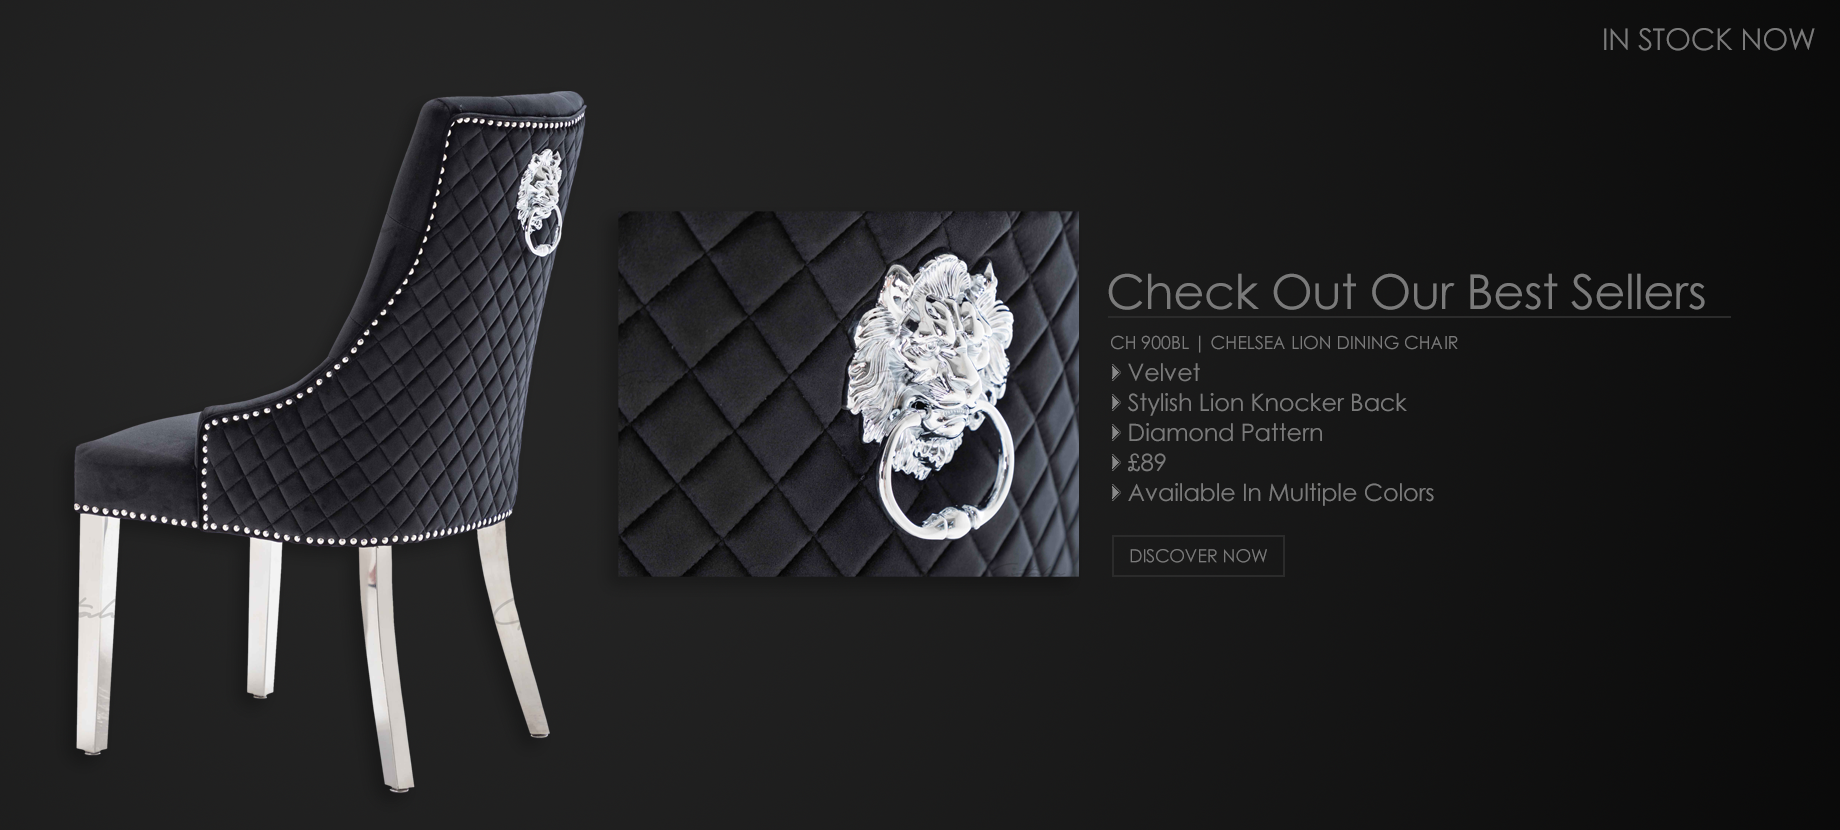 IN STOCK NOW
Check Out Our Best Sellers
CH 900BL | CHELSEA LION DINING CHAIR
Velvet
Stylish Lion Knocker Back
Diamond Pattern
£89
Available In Multiple Colors
DISCOVER NOW